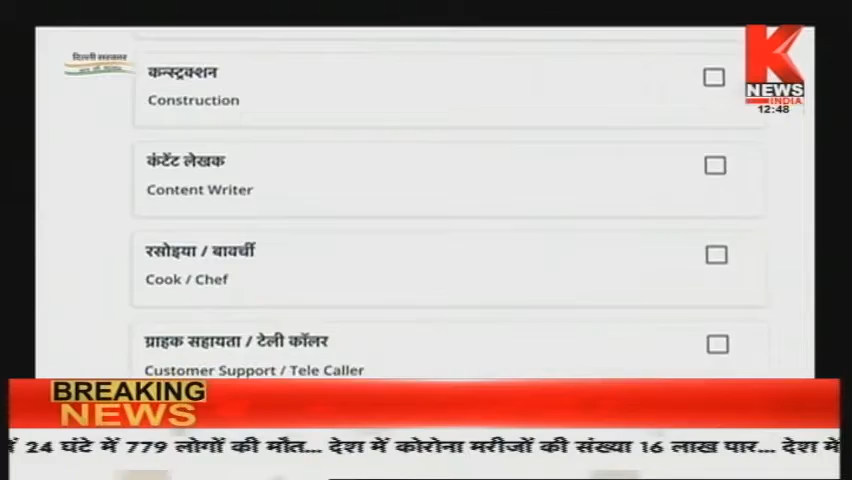 दिल्ली सरकार
कन्स्ट्रक्शन
Construction
K
NEWS
INDIA
12:48
कंटेंट लेखक
Content Writer
रसोइया / बावर्ची
Cook / Chef
ग्राहक सहायता / टेली कॉलर
Customer Support / Tele Caller
BREAKING
NEWS
में 24 घंटे में 779 लोगों की मौत... देश में कोरोना मरीजों की संख्या 16 लाख पार... देश में